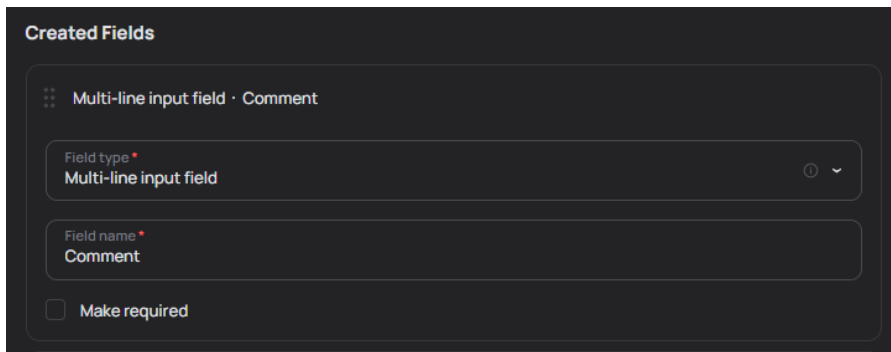 Created Fields
Multi-line input field · Comment
Field type *
Multi-line input field
Field name *
Comment
Make required